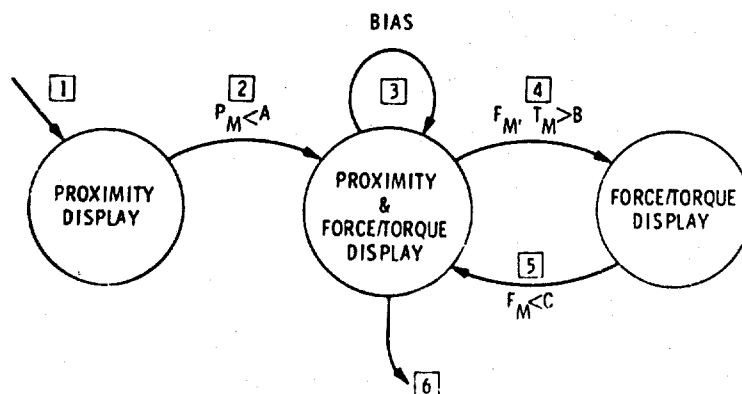 BIAS
1
2
P_M<A
3
4
F_M, T_M>B
PROXIMITY
DISPLAY
PROXIMITY
&
FORCE/TORQUE
DISPLAY
FORCE/TORQUE
DISPLAY
5
F_M<C
6